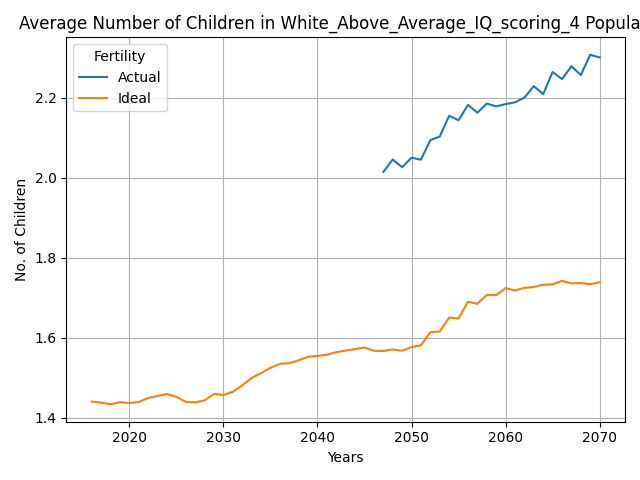 Average Number of Children in White_Above_Average_IQ_scoring_4 Popula
Fertility
Actual
Ideal
No. of Children
2.2
2.0
1.8
1.6
1.4
2020 2030 2040 2050 2060 2070
Years